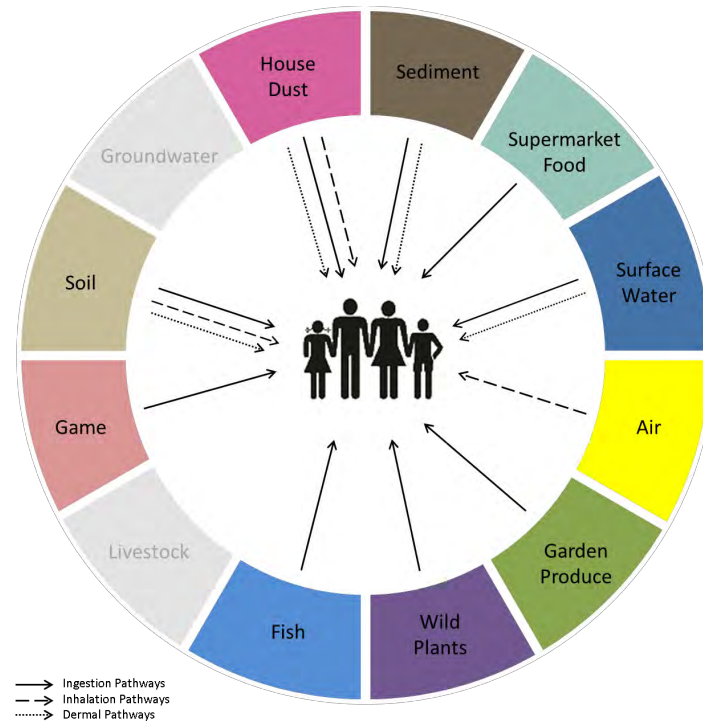 House
Dust
Sediment
Supermarket
Food
Surface
Water
Air
Garden
Produce
Wild
Plants
Fish
Livestock
Game
Soil
Groundwater
Ingestion Pathways
Inhalation Pathways
Dermal Pathways